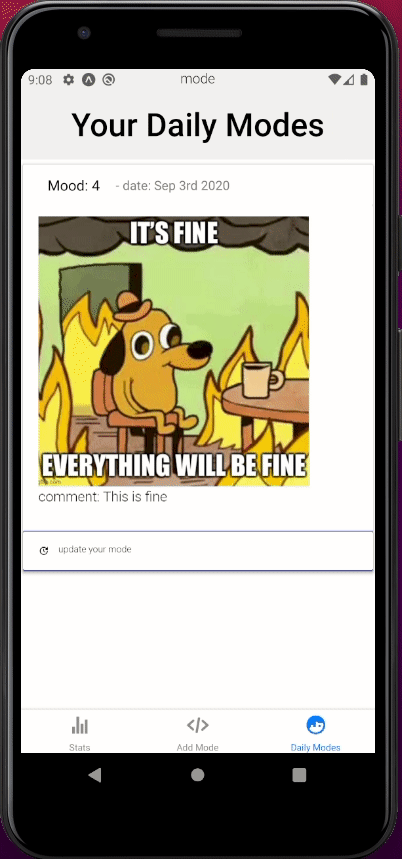 9:08
mode
Your Daily Modes
Mood: 4 - date: Sep 3rd 2020
IT'S FINE
EVERYTHING WILL BE FINE
comment: This is fine
update your mode
Stats Add Mode Daily Modes